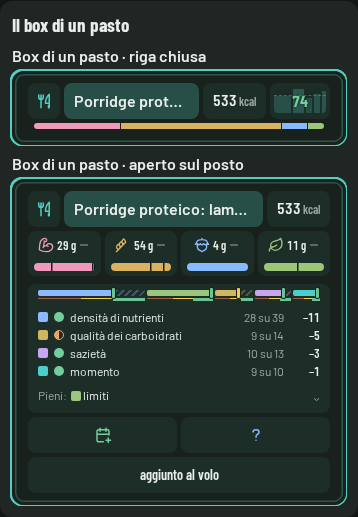 Il box di un pasto
Box di un pasto · riga chiusa
Porridge prot... 533 kcal 74
Box di un pasto · aperto sul posto
Porridge proteico: lam... 533 kcal
29 g — 54 g — 4 g — 11 g —
densità di nutrienti 28 su 39 −11
qualità dei carboidrati 9 su 14 −5
sazietà 10 su 13 −3
momento 9 su 10 −1
Pieni: limiti
?
aggiunto al volo